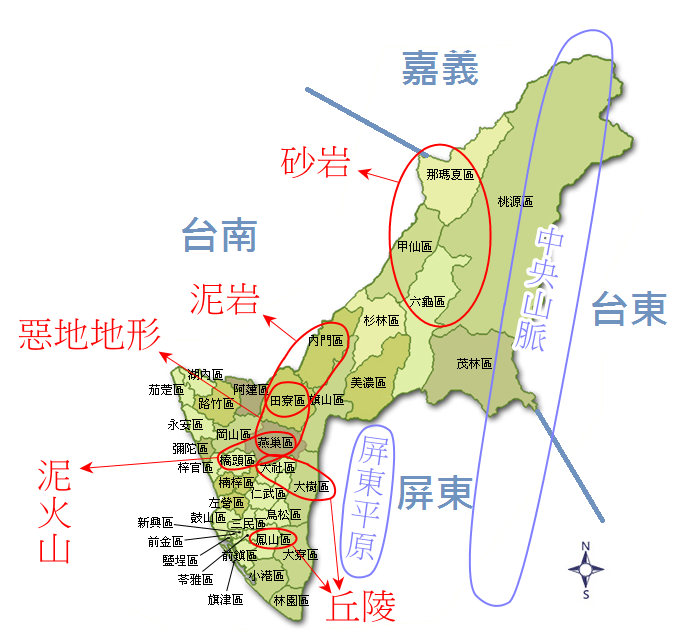 嘉義
砂岩
那瑪夏區
桃源區
台南
甲仙區
中央山脈
泥岩
六龜區
台東
杉林區
惡地地形
內門區
茂林區
湖內區
美濃區
茄萣區
阿蓮區
路竹區
田寮區
旗山區
永安區
岡山區
燕巢區
屏東平原
彌陀區
橋頭區
梓官區
大社區
泥火山
楠梓區
大樹區
屏東
仁武區
左營區
鳥松區
鼓山區
新興區
三民區
前金區
鳳山區
N
前鎮區
大寮區
鹽埕區
小港區
苓雅區
S
旗津區
林園區
丘陵